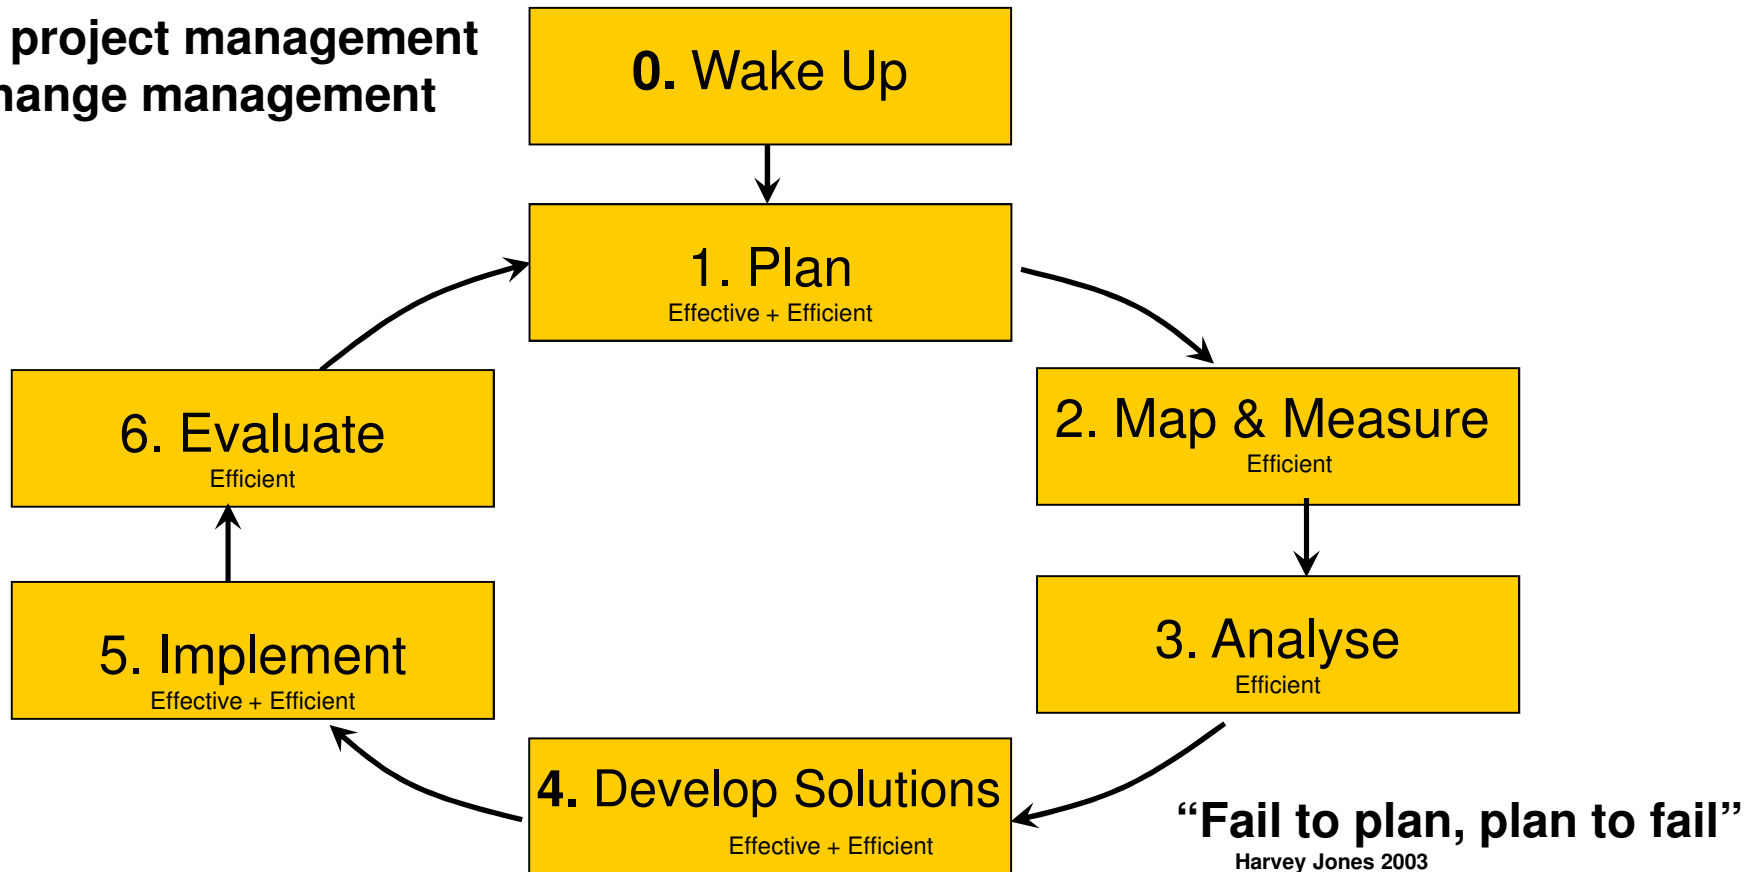 project management
hange management
0. Wake Up
1. Plan
Effective + Efficient
2. Map & Measure
Efficient
3. Analyse
Efficient
4. Develop Solutions
Effective + Efficient
5. Implement
Effective + Efficient
6. Evaluate
Efficient
“Fail to plan, plan to fail”
Harvey Jones 2003